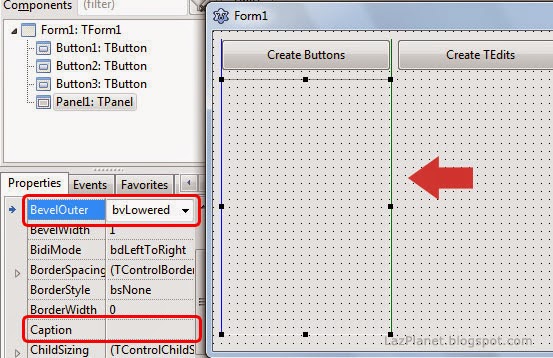 Components (filter)
Form1: TForm1
Button1: TButton
Button2: TButton
Button3: TButton
Panel1: TPanel
Properties Events Favorites
BevelOuter bvLowered
BevelWidth 1
BidiMode bdLeftToRight
BorderSpacing (TControlBorder
BorderStyle bsNone
BorderWidth 0
Caption
ChildSizing (TControlChildS
Form1
Create Buttons Create TEdits
LazPlanet.blogspot.com